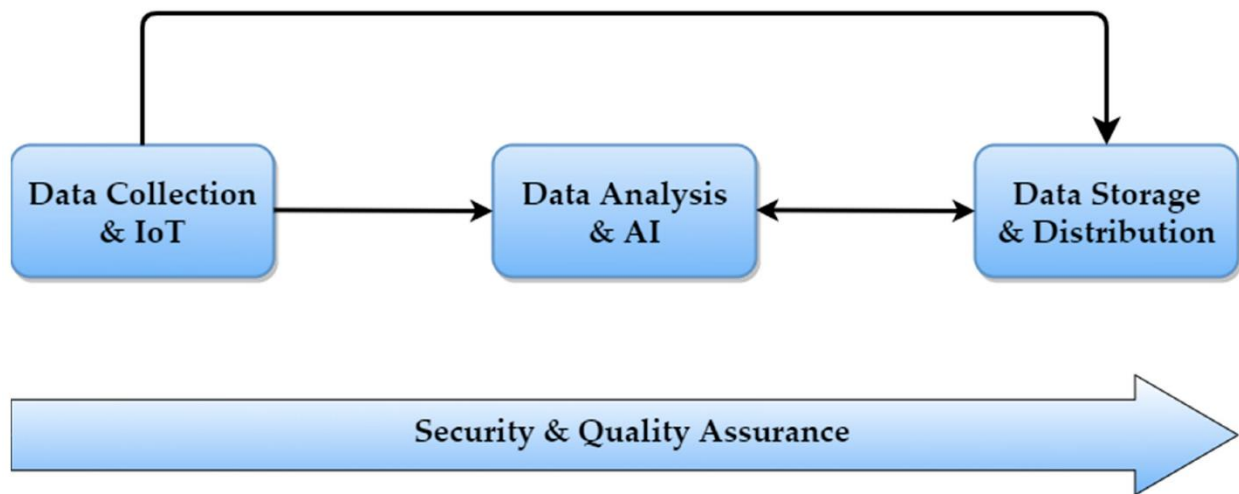 Data Collection
& IoT
Data Analysis
& AI
Data Storage
& Distribution
Security & Quality Assurance